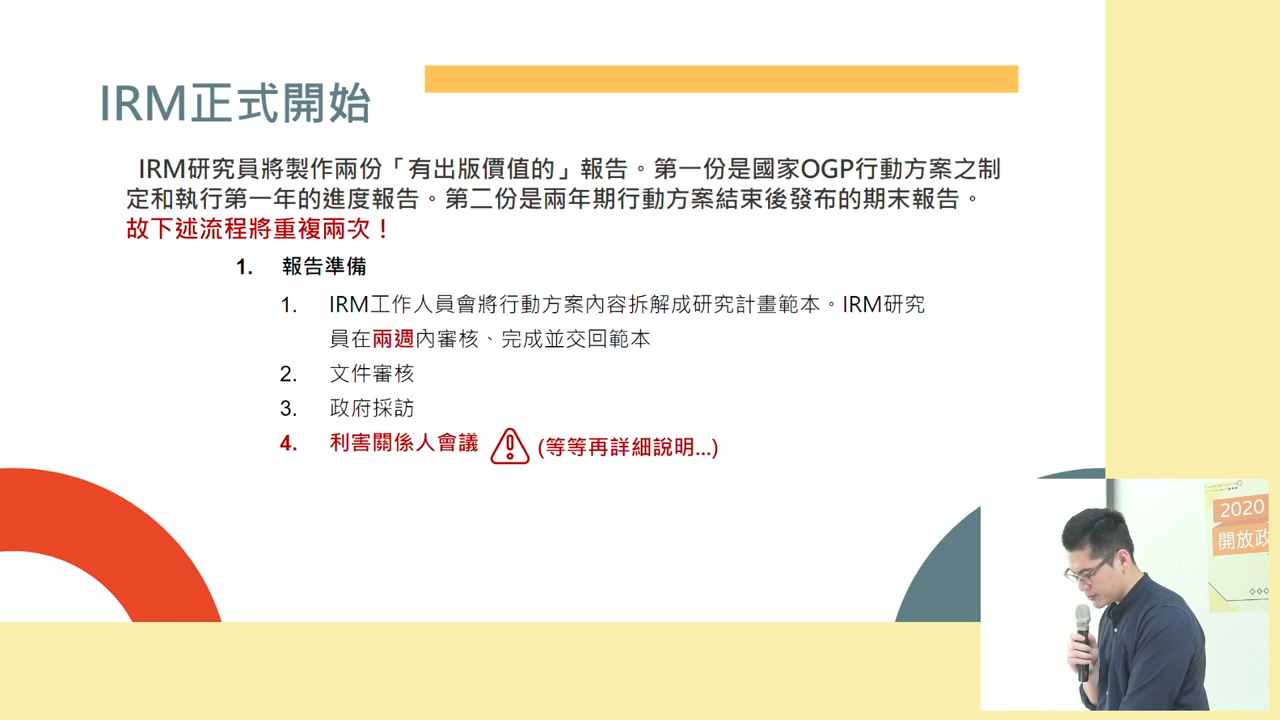 IRM正式開始
IRM研究員將製作兩份「有出版價值的」報告。第一份是國家OGP行動方案之制
定和執行第一年的進度報告。第二份是兩年期行動方案結束後發布的期末報告。
故下述流程將重複兩次！
1. 報告準備
1. IRM工作人員會將行動方案內容拆解成研究計畫範本。IRM研究
員在兩週內審核、完成並交回範本
2. 文件審核
3. 政府採訪
4. 利害關係人會議 (等等再詳細說明...)
2020
開放政